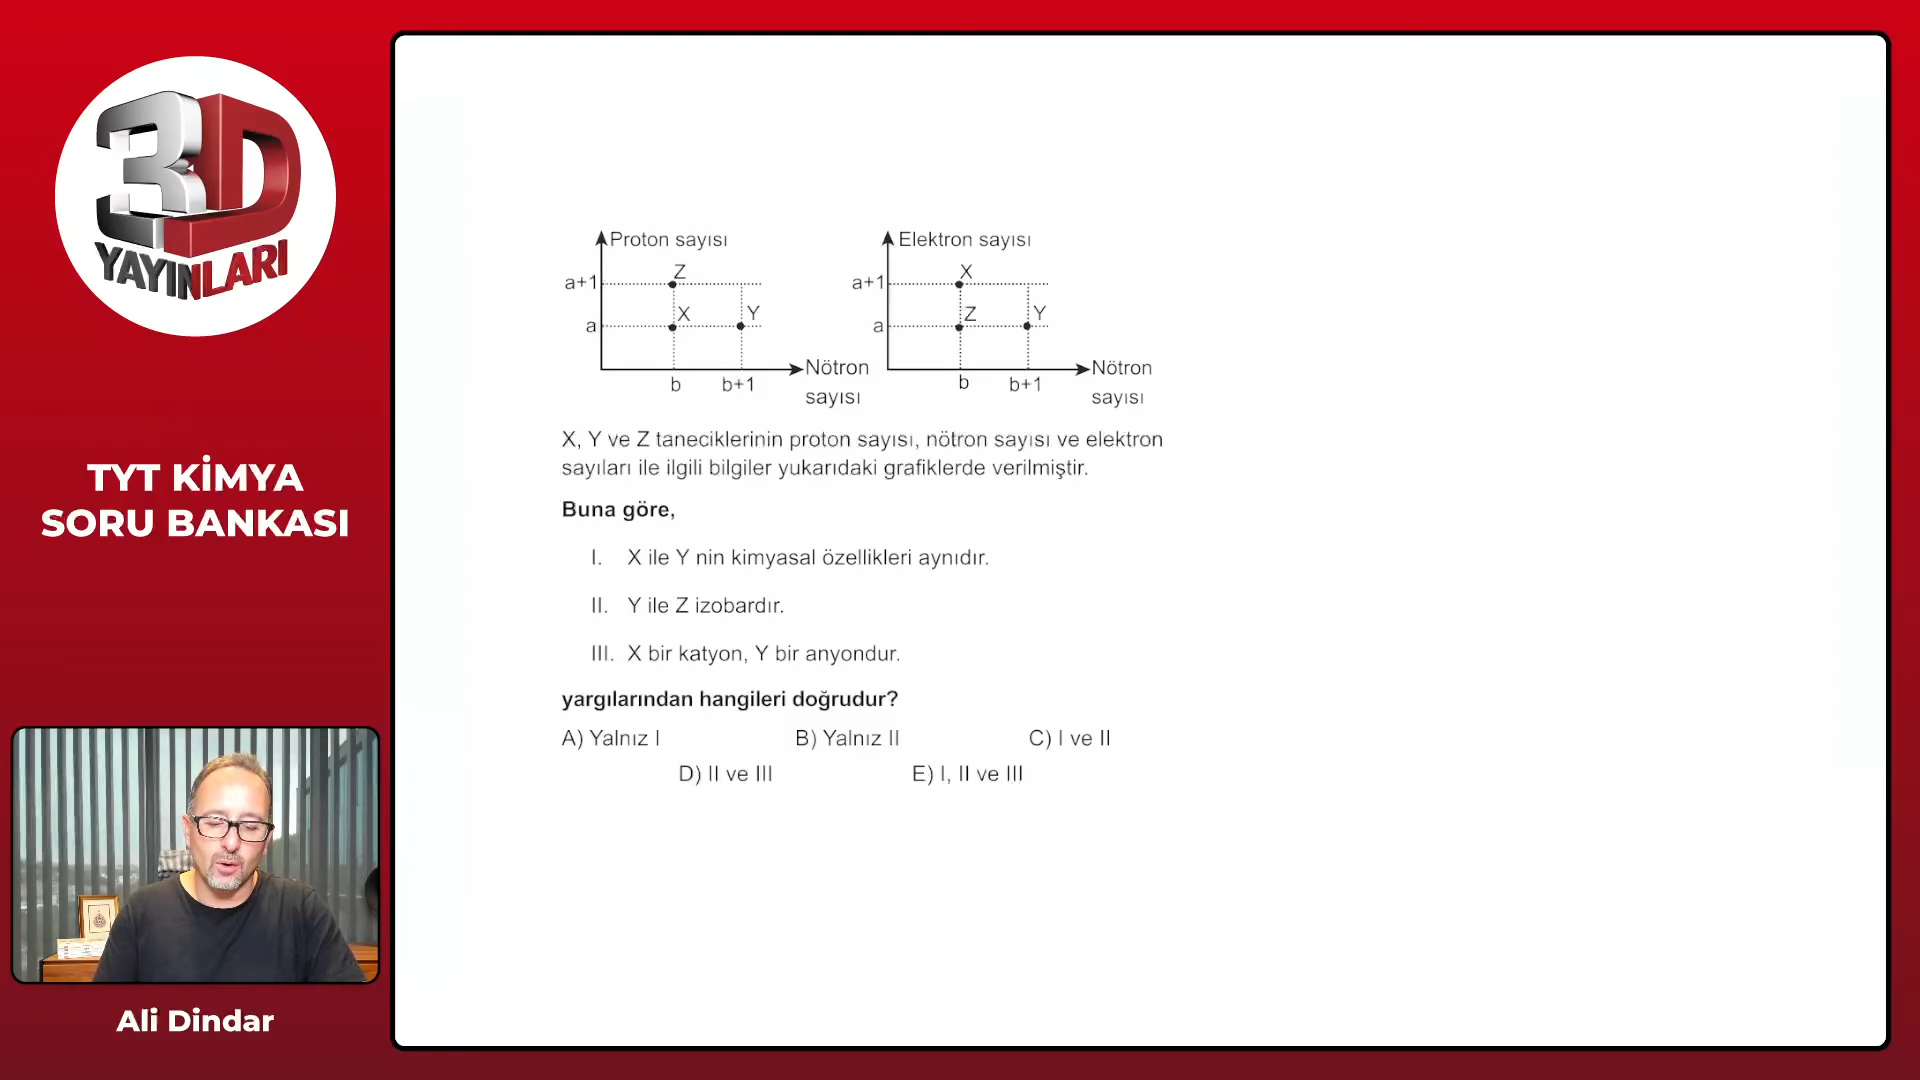 3D
YAYINLARI
TYT KİMYA
SORU BANKASI
Ali Dindar
Proton sayısı
a+1
a
Z
X
Y
b
b+1
Nötron
sayısı
Elektron sayısı
a+1
a
X
Z
Y
b
b+1
Nötron
sayısı
X, Y ve Z taneciklerinin proton sayısı, nötron sayısı ve elektron
sayıları ile ilgili bilgiler yukarıdaki grafiklerde verilmiştir.
Buna göre,
I. X ile Y nin kimyasal özellikleri aynıdır.
II. Y ile Z izobardır.
III. X bir katyon, Y bir anyondur.
yargılarından hangileri doğrudur?
A) Yalnız I B) Yalnız II C) I ve II
D) II ve III E) I, II ve III